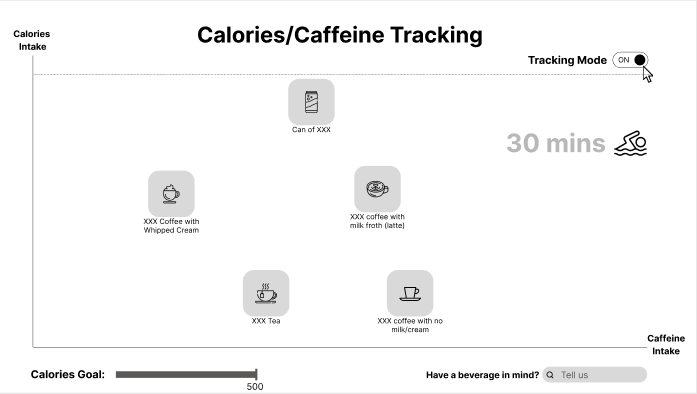 Calories/Caffeine Tracking
Calories
Intake
Tracking Mode
ON
Can of XXX
30 mins
XXX Coffee with
Whipped Cream
XXX coffee with
milk froth (latte)
XXX Tea
XXX coffee with no
milk/cream
Caffeine
Intake
Calories Goal:
500
Have a beverage in mind?
Tell us